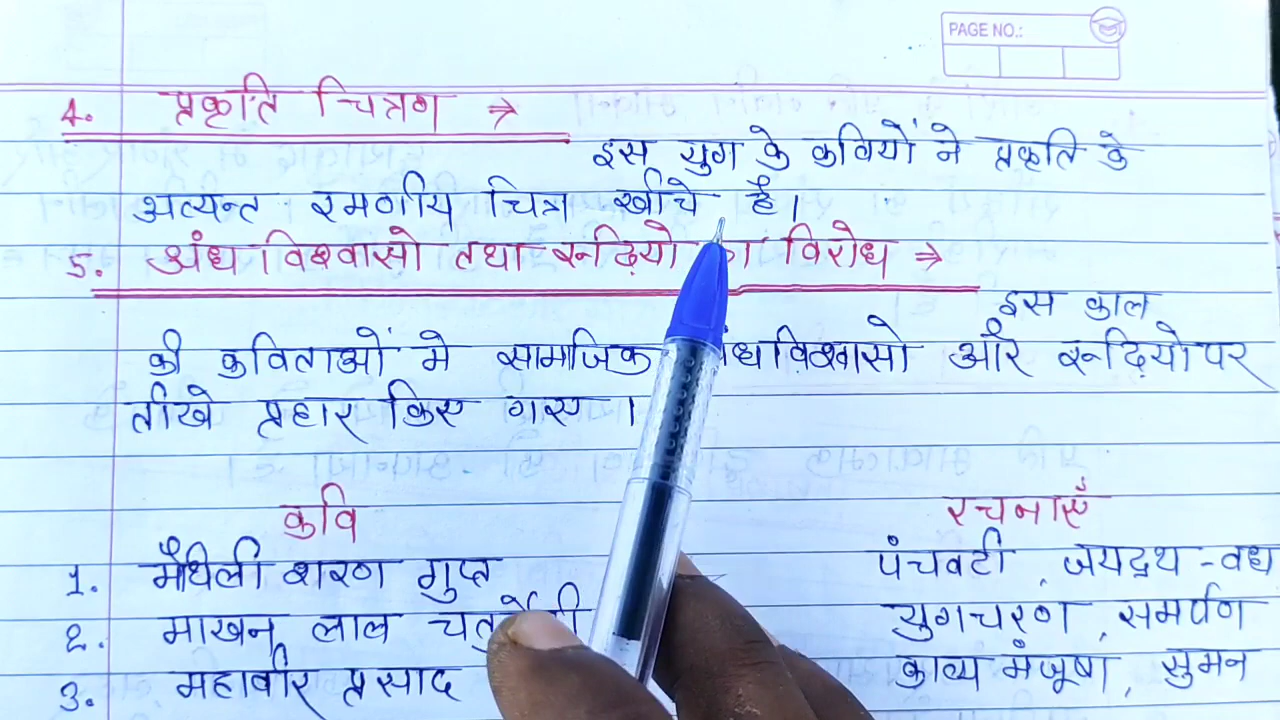 PAGE NO.:
4. प्रकृति चित्रण ⇒
इस युग के कवियों ने प्रकृति के
अत्यन्त रमणीय चित्र खींचे है।
5. अंधविश्वासो तथा रूढ़ियो का विरोध ⇒
इस काल
की कविताओं मे सामाजिक अंधविश्वासो और रूढ़ियो पर
तीखे प्रहार किए गए ।
कवि रचनाएँ
1. मैथिली शरण गुप्त पंचवटी , जयद्रथ-वध
2. माखन लाल चतुर्वेदी युगचरण , समर्पण
3. महावीर प्रसाद काव्य मंजूषा , सुमन